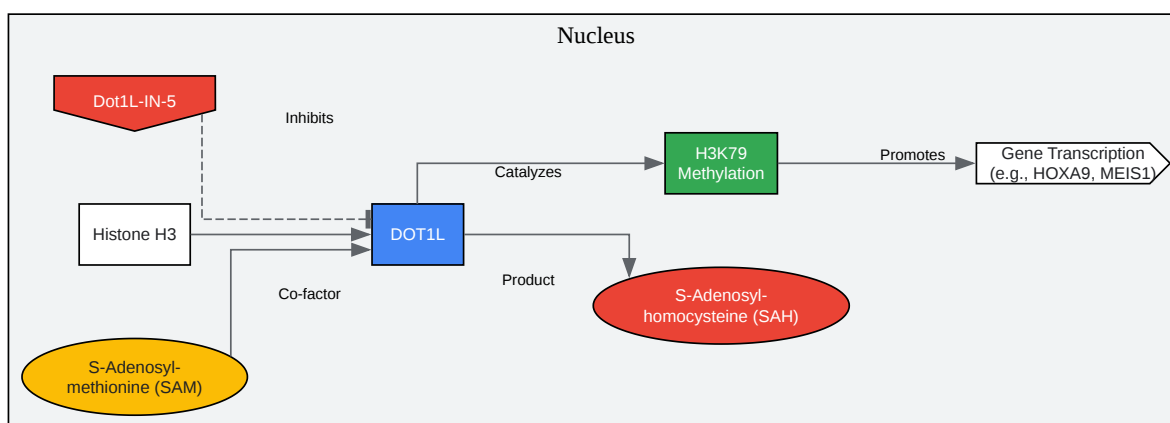 Nucleus
Dot1L-IN-5
Inhibits
H3K79
Methylation
Catalyzes
Promotes
Gene Transcription
(e.g., HOXA9, MEIS1)
Histone H3
DOT1L
Co-factor
Product
S-Adenosyl-
homocysteine (SAH)
S-Adenosyl-
methionine (SAM)